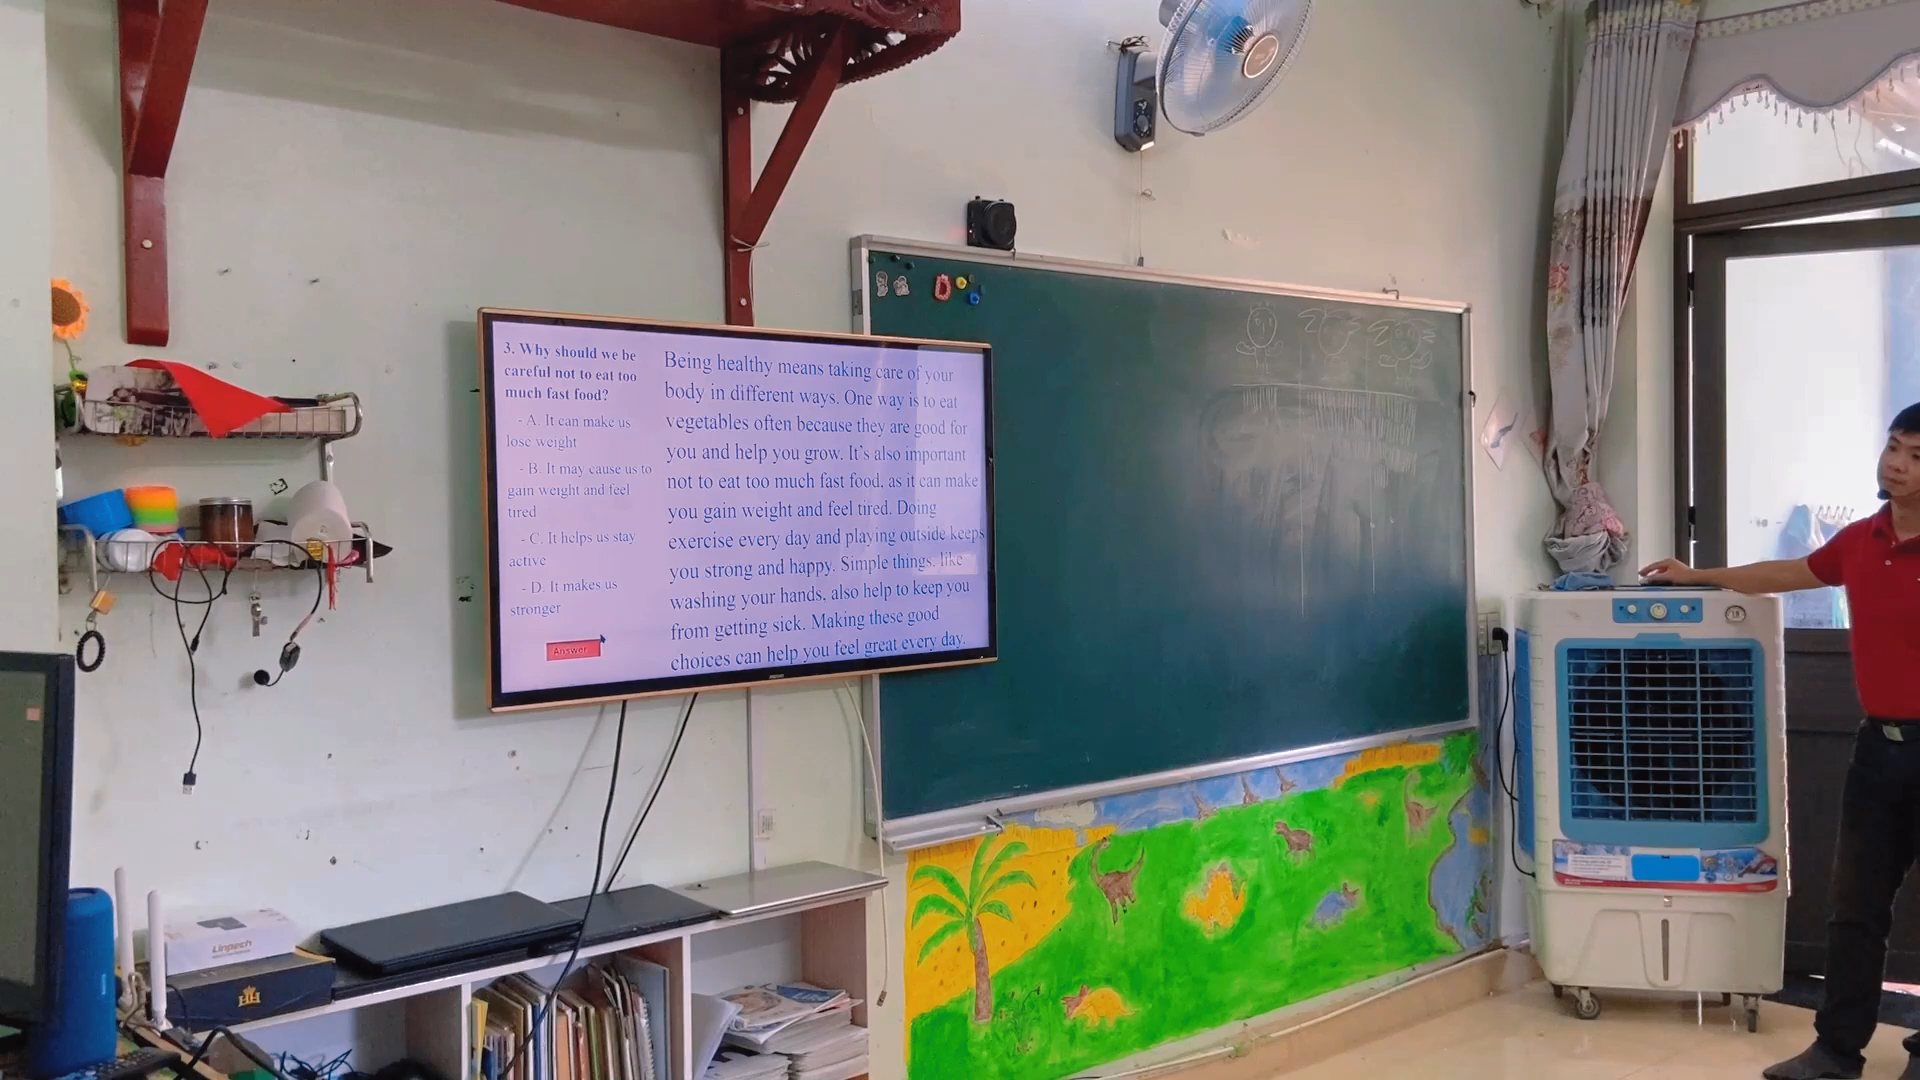 3. Why should we be
careful not to eat too
much fast food?
- A. It can make us
lose weight
- B. It may cause us to
gain weight and feel
tired
- C. It helps us stay
active
- D. It makes us
stronger
Answer
Being healthy means taking care of your
body in different ways. One way is to eat
vegetables often because they are good for
you and help you grow. It's also important
not to eat too much fast food, as it can make
you gain weight and feel tired. Doing
exercise every day and playing outside keeps
you strong and happy. Simple things, like
washing your hands, also help to keep you
from getting sick. Making these good
choices can help you feel great every day.
Linpech
HH